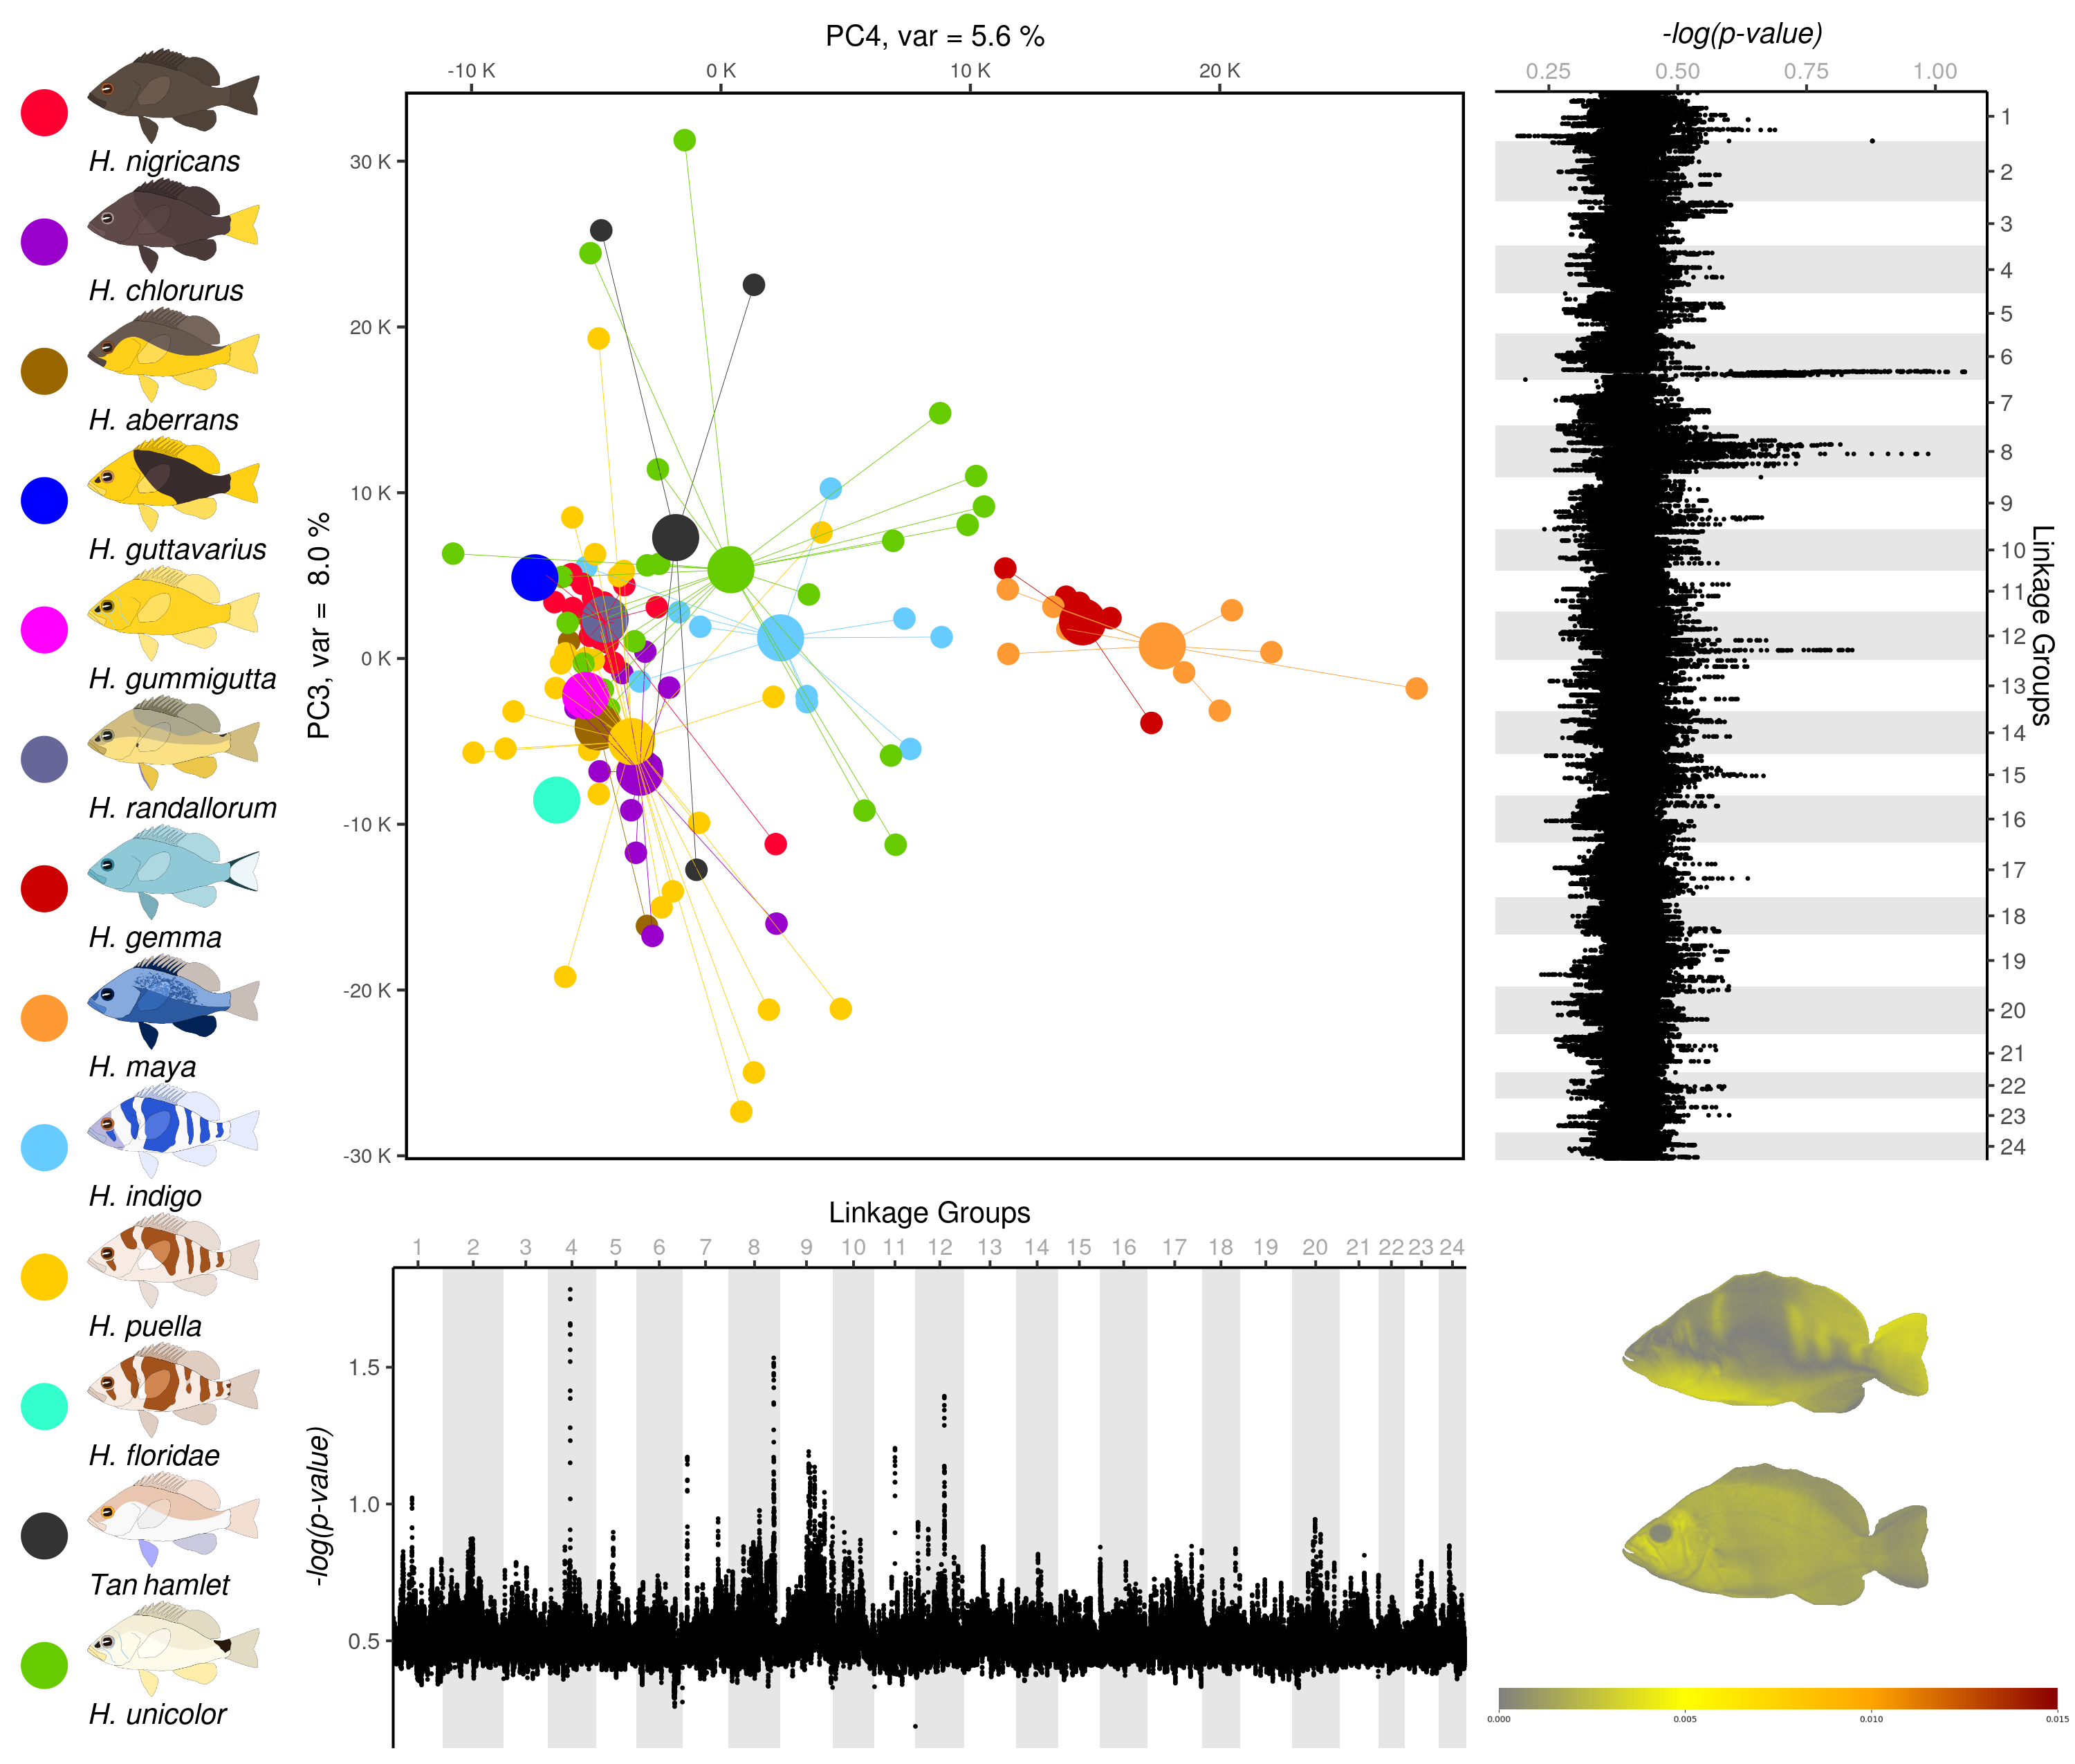 H. nigricans
H. chlorurus
H. aberrans
H. guttavarius
H. gummigutta
H. randallorum
H. gemma
H. maya
H. indigo
H. puella
H. floridae
Tan hamlet
H. unicolor
PC4, var = 5.6 %
-10 K 0 K 10 K 20 K
PC3, var = 8.0 %
30 K
20 K
10 K
0 K
-10 K
-20 K
-30 K
-log(p-value)
0.25 0.50 0.75 1.00
1
2
3
4
5
6
7
8
9
10
11
12
13
14
15
16
17
18
19
20
21
22
23
24
Linkage Groups
Linkage Groups
1 2 3 4 5 6 7 8 9 10 11 12 13 14 15 16 17 18 19 20 21 22 23 24
-log(p-value)
1.5
1.0
0.5
0.000 0.005 0.010 0.015